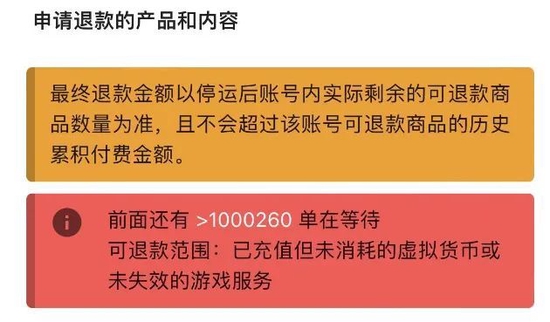 申请退款的产品和内容
最终退款金额以停运后账号内实际剩余的可退款商
品数量为准，且不会超过该账号可退款商品的历史
累积付费金额。
前面还有 >1000260 单在等待
可退款范围：已充值但未消耗的虚拟货币或
未失效的游戏服务